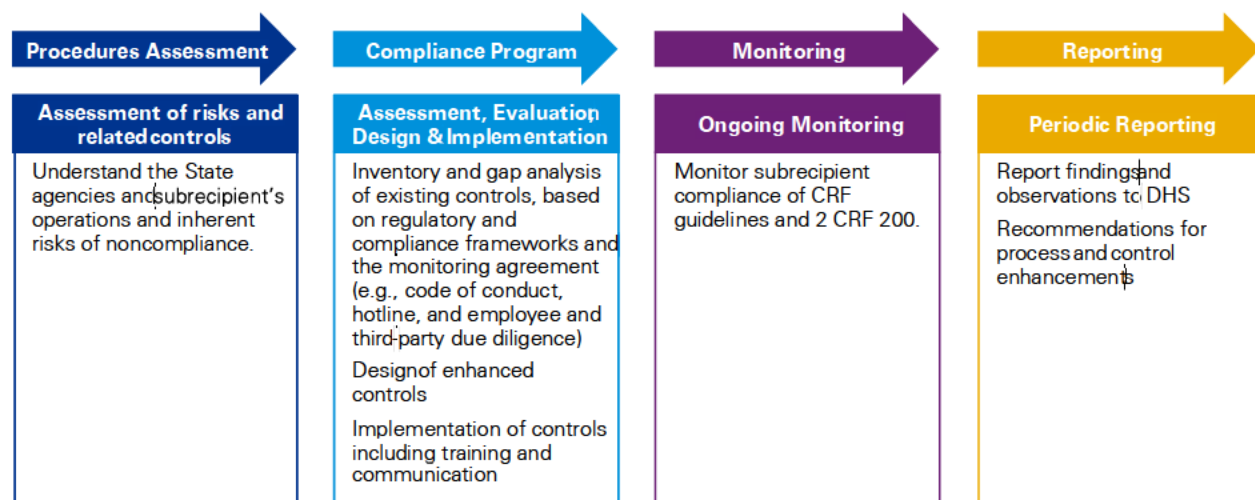 Procedures Assessment
Compliance Program
Monitoring
Reporting
Assessment of risks and
related controls
Understand the State
agencies and subrecipient's
operations and inherent
risks of noncompliance.
Assessment, Evaluation,
Design & Implementation
Inventory and gap analysis
of existing controls, based
on regulatory and
compliance frameworks and
the monitoring agreement
(e.g., code of conduct,
hotline, and employee and
third-party due diligence)
Designof enhanced
controls
Implementation of controls
including training and
communication
Ongoing Monitoring
Monitor subrecipient
compliance of CRF
guidelines and 2 CRF 200.
Periodic Reporting
Report findings and
observations to DHS
Recommendations for
process and control
enhancements